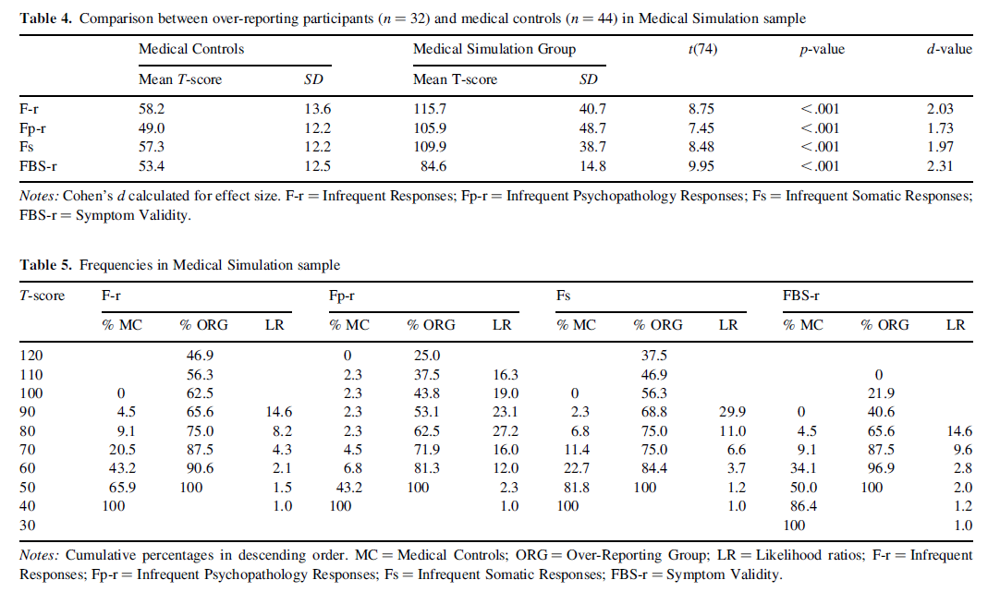 Table 4. Comparison between over-reporting participants (n = 32) and medical controls (n = 44) in Medical Simulation sample
Medical Controls Medical Simulation Group t(74) p-value d-value
Mean T-score SD Mean T-score SD
F-r 58.2 13.6 115.7 40.7 8.75 <.001 2.03
Fp-r 49.0 12.2 105.9 48.7 7.45 <.001 1.73
Fs 57.3 12.2 109.9 38.7 8.48 <.001 1.97
FBS-r 53.4 12.5 84.6 14.8 9.95 <.001 2.31
Notes: Cohen's d calculated for effect size. F-r = Infrequent Responses; Fp-r = Infrequent Psychopathology Responses; Fs = Infrequent Somatic Responses;
FBS-r = Symptom Validity.
Table 5. Frequencies in Medical Simulation sample
T-score F-r Fp-r Fs FBS-r
% MC % ORG LR % MC % ORG LR % MC % ORG LR % MC % ORG LR
120 46.9 0 25.0 37.5
110 56.3 2.3 37.5 16.3 46.9 0
100 0 62.5 2.3 43.8 19.0 0 56.3 21.9
90 4.5 65.6 14.6 2.3 53.1 23.1 2.3 68.8 29.9 0 40.6
80 9.1 75.0 8.2 2.3 62.5 27.2 6.8 75.0 11.0 4.5 65.6 14.6
70 20.5 87.5 4.3 4.5 71.9 16.0 11.4 75.0 6.6 9.1 87.5 9.6
60 43.2 90.6 2.1 6.8 81.3 12.0 22.7 84.4 3.7 34.1 96.9 2.8
50 65.9 100 1.5 43.2 100 2.3 81.8 100 1.2 50.0 100 2.0
40 100 1.0 100 1.0 100 1.0 86.4 1.2
30 100 1.0
Notes: Cumulative percentages in descending order. MC = Medical Controls; ORG = Over-Reporting Group; LR = Likelihood ratios; F-r = Infrequent
Responses; Fp-r = Infrequent Psychopathology Responses; Fs = Infrequent Somatic Responses; FBS-r = Symptom Validity.